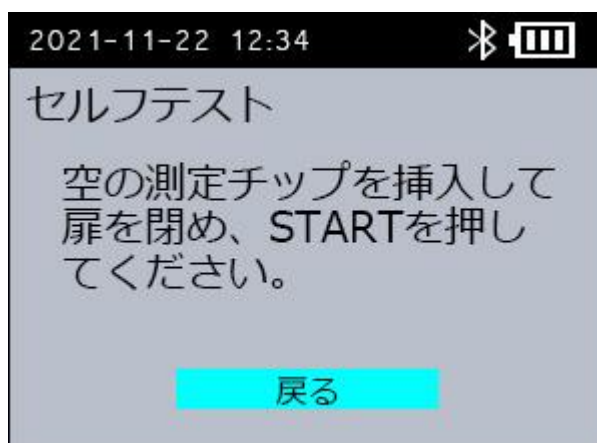 2021-11-22 12:34
セルフテスト
空の測定チップを挿入して
扉を閉め、STARTを押し
てください。
戻る